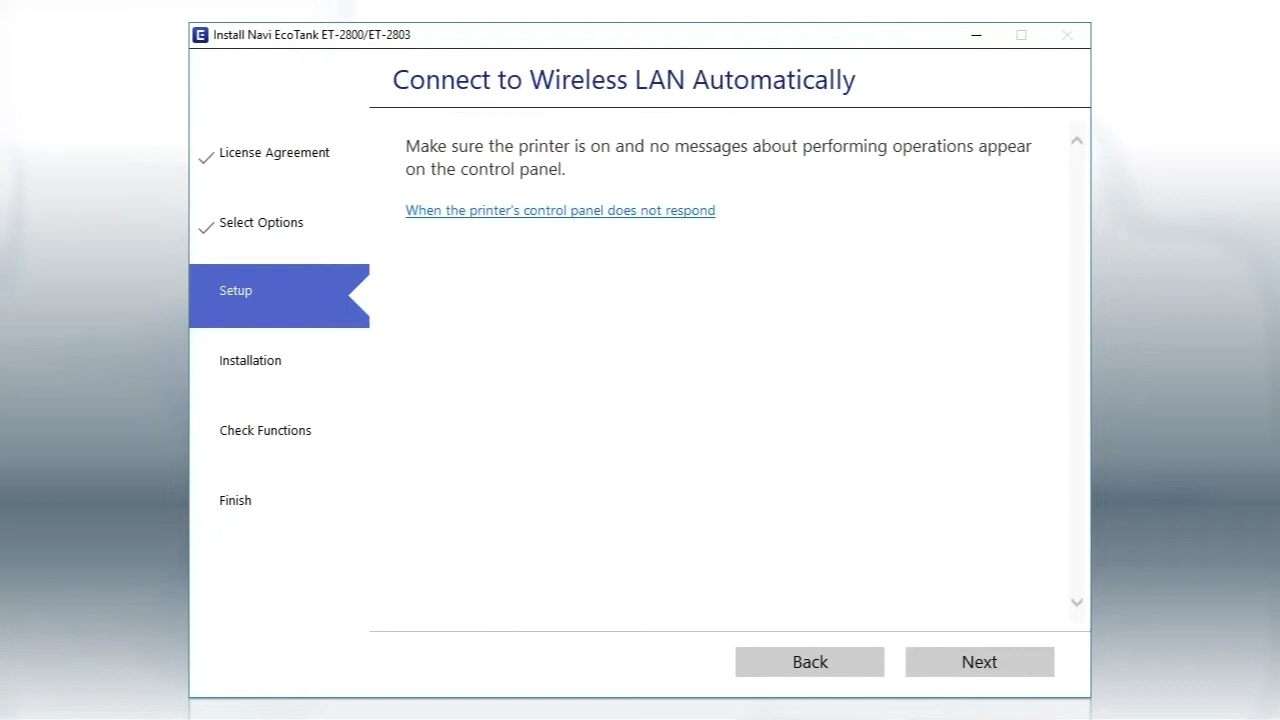 Install Navi EcoTank ET-2800/ET-2803
Connect to Wireless LAN Automatically
License Agreement
Select Options
Setup
Installation
Check Functions
Finish
Make sure the printer is on and no messages about performing operations appear
on the control panel.
When the printer's control panel does not respond
Back
Next